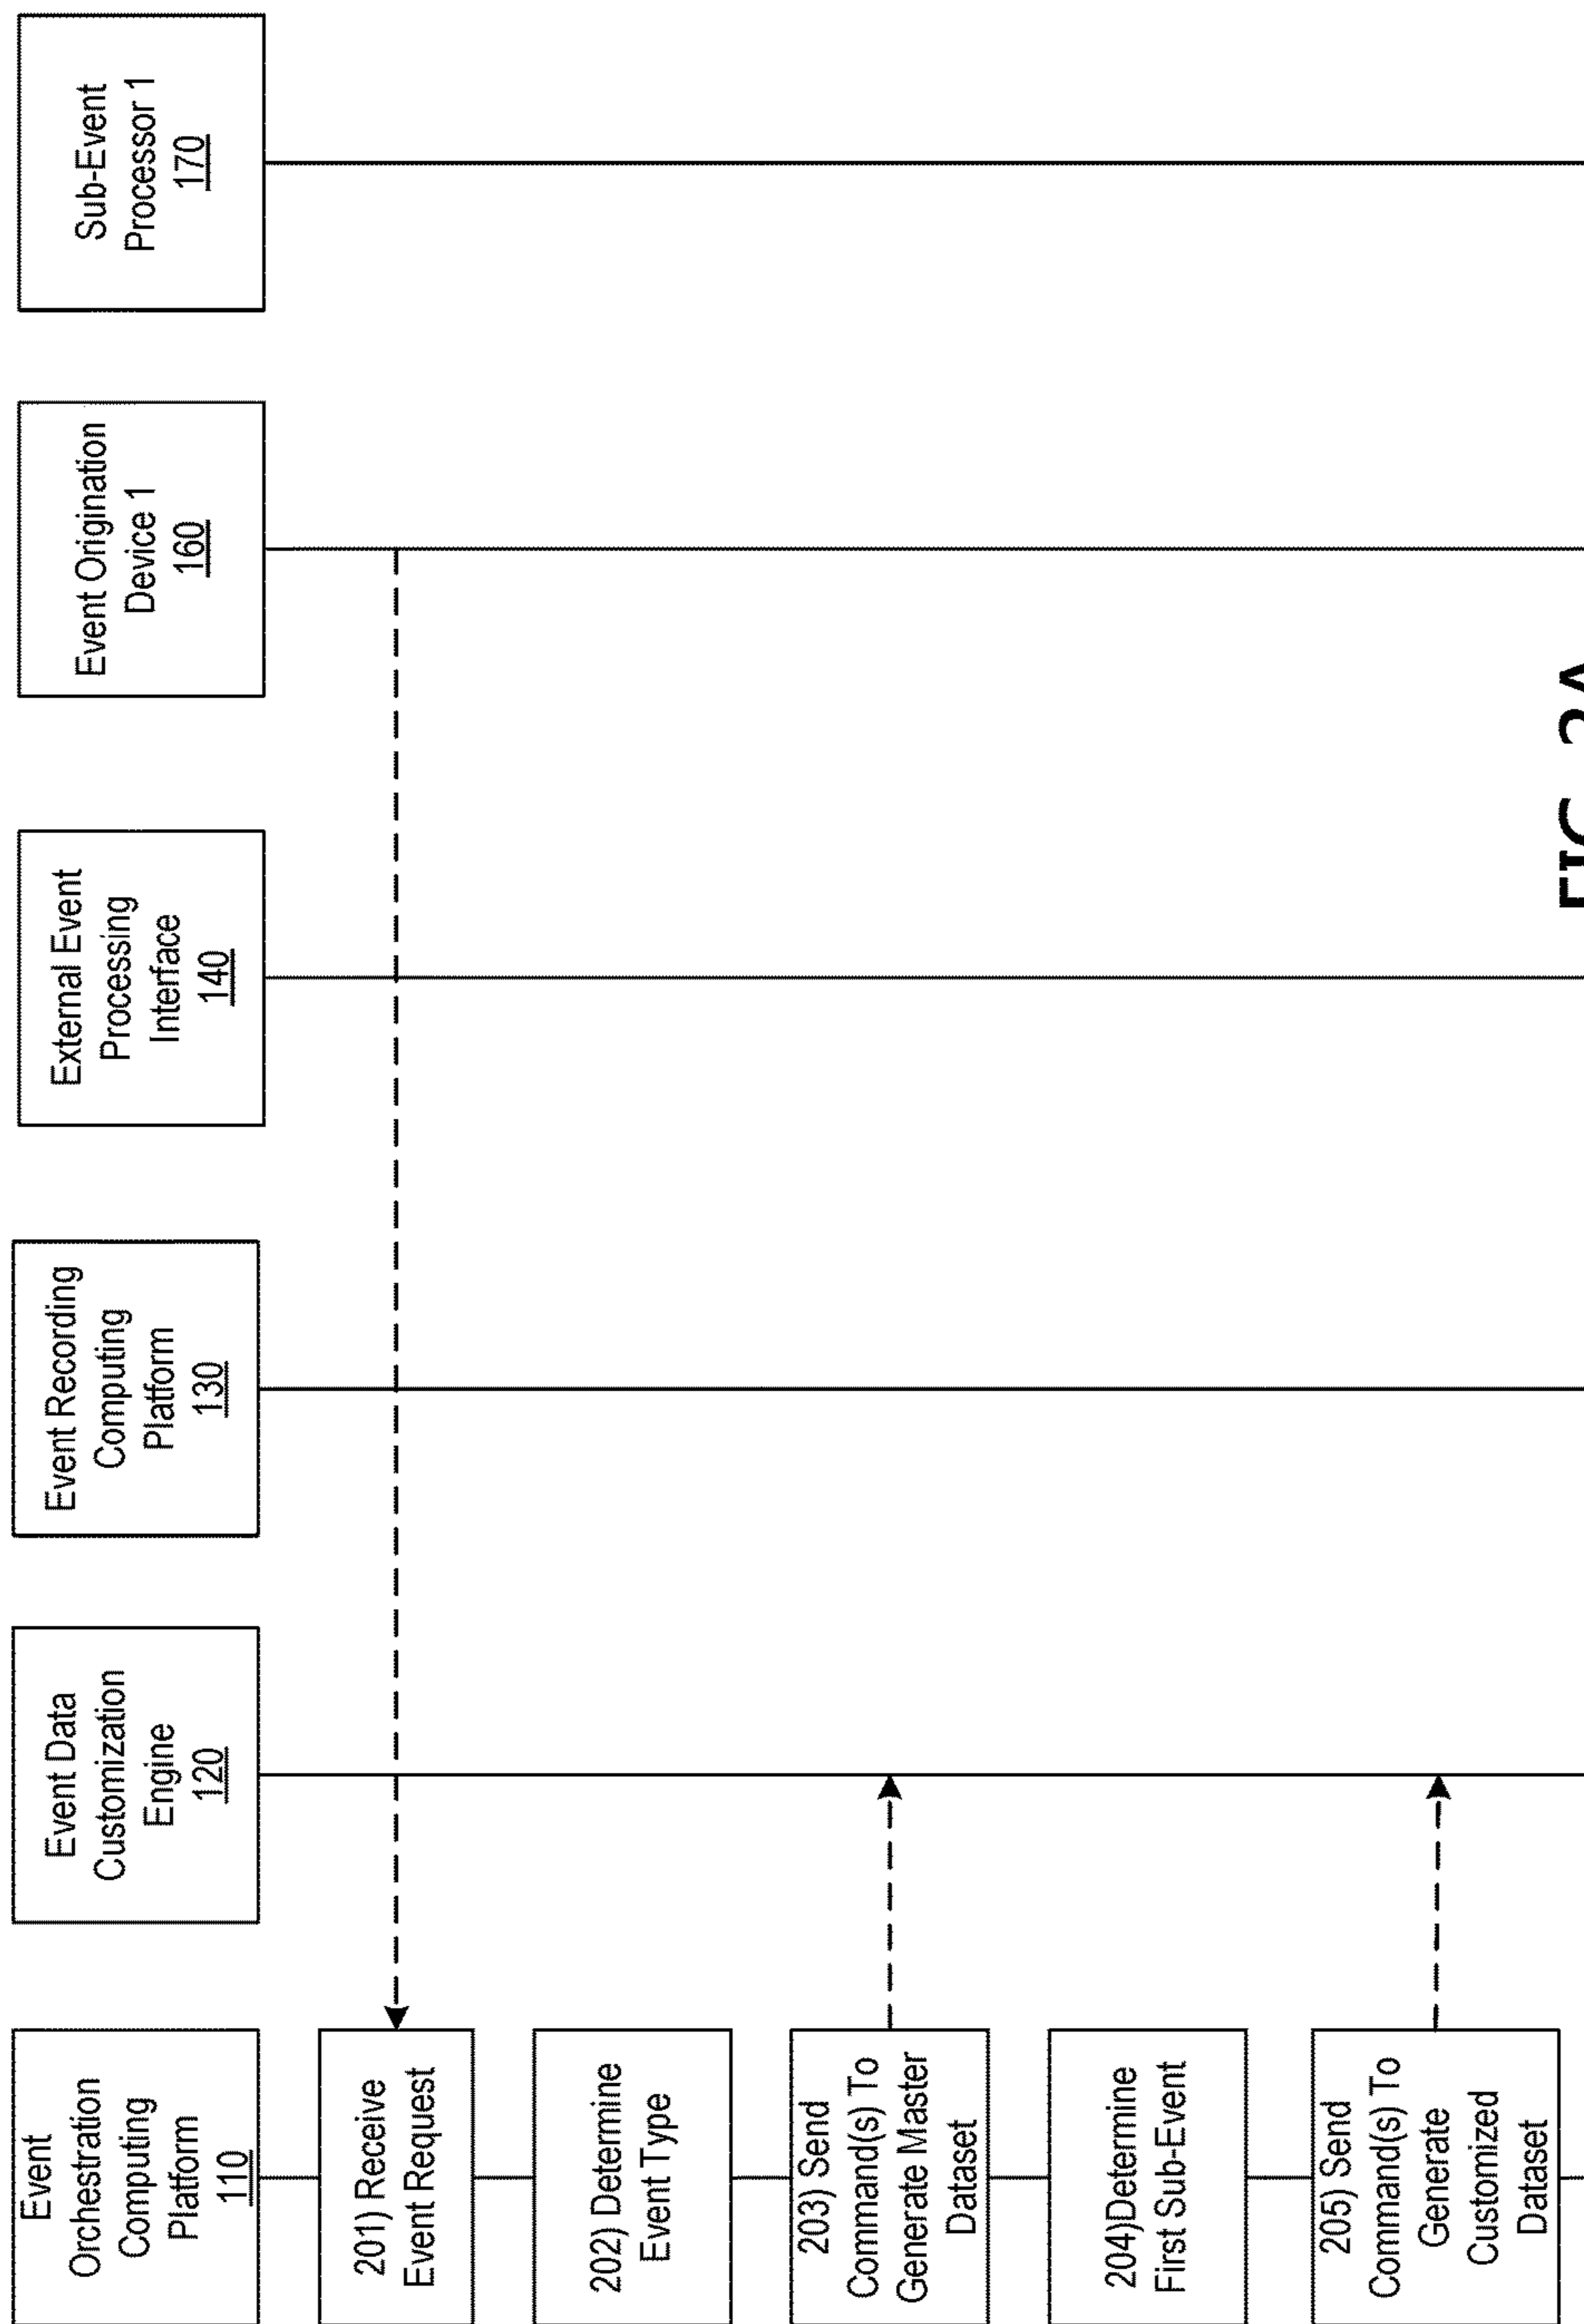 Event
Orchestration
Computing
Platform
110
Event Data
Customization
Engine
120
Event Recording
Computing
Platform
130
External Event
Processing
Interface
140
Event Origination
Device 1
160
Sub-Event
Processor 1
170
201) Receive
Event Request
202) Determine
Event Type
203) Send
Command(s) To
Generate Master
Dataset
204)Determine
First Sub-Event
205) Send
Command(s) To
Generate
Customized
Dataset
FIG. 2A